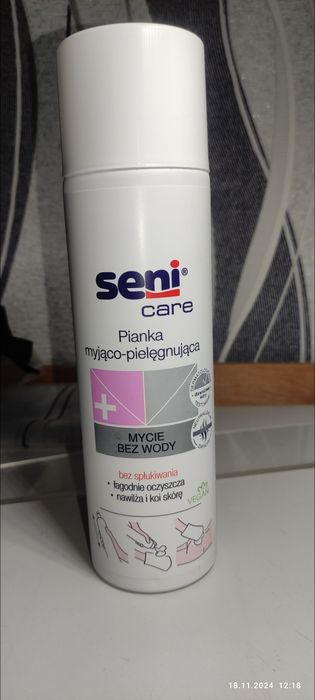 seni®
care
Pianka
myjąco-pielęgnująca
MYCIE
BEZ WODY
bez spłukiwania
• łagodnie oczyszcza
• nawilża i koi skórę
VEGAN
18.11.2024 12:18